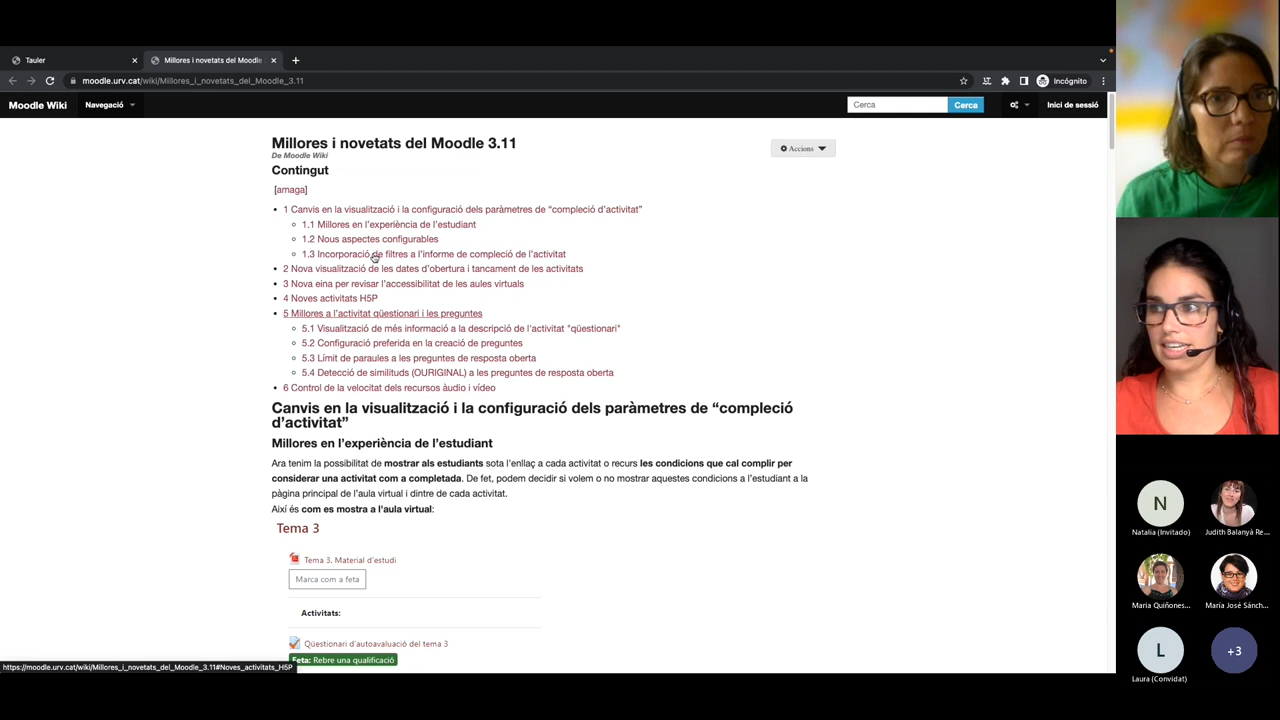 Tauler
Millores i novetats del Moodle
moodle.urv.cat/wiki/Millores_i_novetats_del_Moodle_3.11
Incógnito
Moodle Wiki
Navegació
Cerca
Cerca
Inici de sessió
Millores i novetats del Moodle 3.11
De Moodle Wiki
Accions
Contingut
[amaga]
1 Canvis en la visualització i la configuració dels paràmetres de “compleció d’activitat”
1.1 Millores en l’experiència de l’estudiant
1.2 Nous aspectes configurables
1.3 Incorporació de filtres a l’informe de compleció de l’activitat
2 Nova visualització de les dates d’obertura i tancament de les activitats
3 Nova eina per revisar l’accessibilitat de les aules virtuals
4 Noves activitats H5P
5 Millores a l’activitat qüestionari i les preguntes
5.1 Visualització de més informació a la descripció de l'activitat "qüestionari"
5.2 Configuració preferida en la creació de preguntes
5.3 Límit de paraules a les preguntes de resposta oberta
5.4 Detecció de similituds (OURIGINAL) a les preguntes de resposta oberta
6 Control de la velocitat dels recursos àudio i vídeo
Canvis en la visualització i la configuració dels paràmetres de “compleció
d’activitat”
Millores en l’experiència de l’estudiant
Ara tenim la possibilitat de mostrar als estudiants sota l'enllaç a cada activitat o recurs les condicions que cal complir per
considerar una activitat com a completada. De fet, podem decidir si volem o no mostrar aquestes condicions a l’estudiant a la
pàgina principal de l’aula virtual i dintre de cada activitat.
Així és com es mostra a l'aula virtual:
Tema 3
Tema 3. Material d'estudi
Marca com a feta
Activitats:
Qüestionari d'autoavaluació del tema 3
Feta: Rebre una qualificació
https://moodle.urv.cat/wiki/Millores_i_novetats_del_Moodle_3.11#Noves_activitats_H5P
N
Natalia (Invitado)
Judith Balanyà Re...
Maria Quiñones...
María José Sánch...
L
Laura (Convidat)
+3